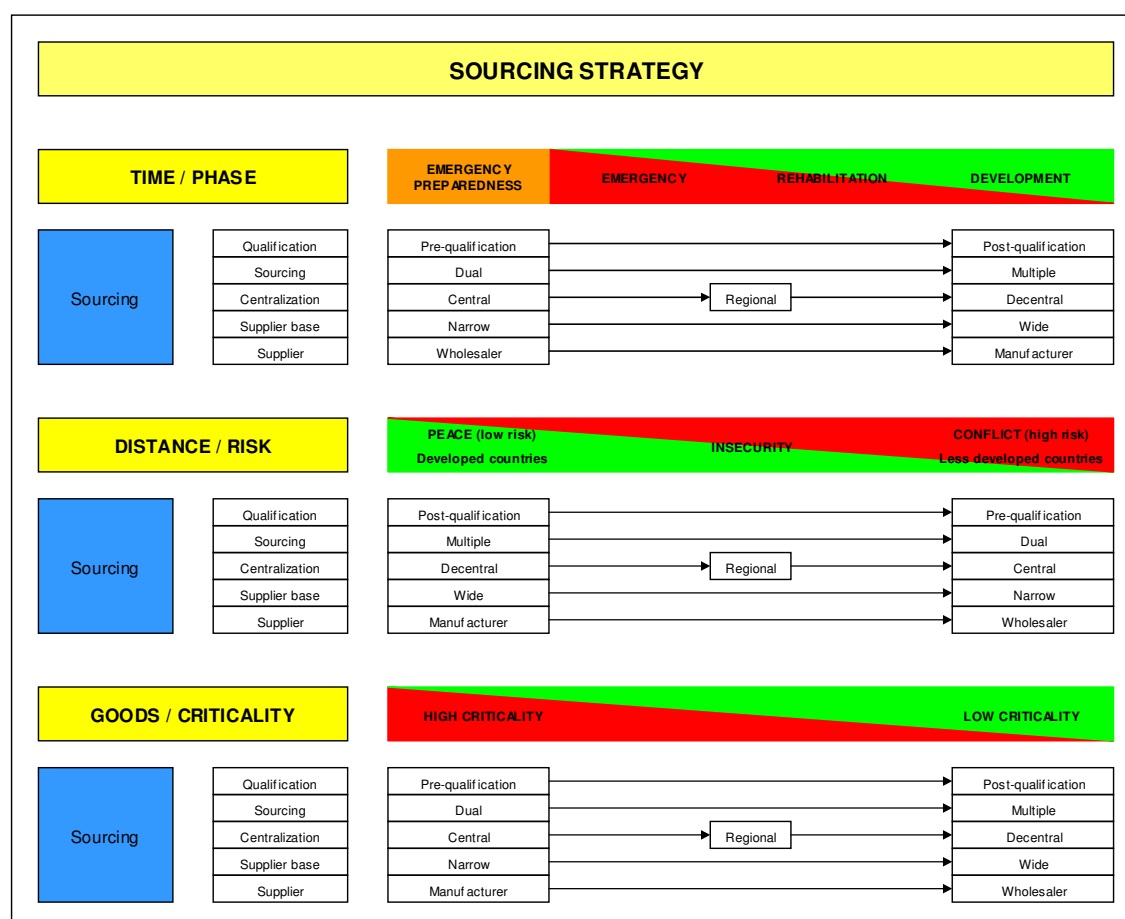 SOURCING STRATEGY
TIME / PHASE
EMERGENCY
PREPAREDNESS
EMERGENCY
REHABILITATION
DEVELOPMENT
Sourcing
Qualification
Pre-qualification
Post-qualification
Sourcing
Dual
Multiple
Centralization
Central
Regional
Decentral
Supplier base
Narrow
Wide
Supplier
Wholesaler
Manufacturer
DISTANCE / RISK
PEACE (low risk)
Developed countries
INSECURITY
CONFLICT (high risk)
Less developed countries
Sourcing
Qualification
Post-qualification
Pre-qualification
Sourcing
Multiple
Dual
Centralization
Decentral
Regional
Central
Supplier base
Wide
Narrow
Supplier
Manufacturer
Wholesaler
GOODS / CRITICALITY
HIGH CRITICALITY
LOW CRITICALITY
Sourcing
Qualification
Pre-qualification
Post-qualification
Sourcing
Dual
Multiple
Centralization
Central
Regional
Decentral
Supplier base
Narrow
Wide
Supplier
Manufacturer
Wholesaler